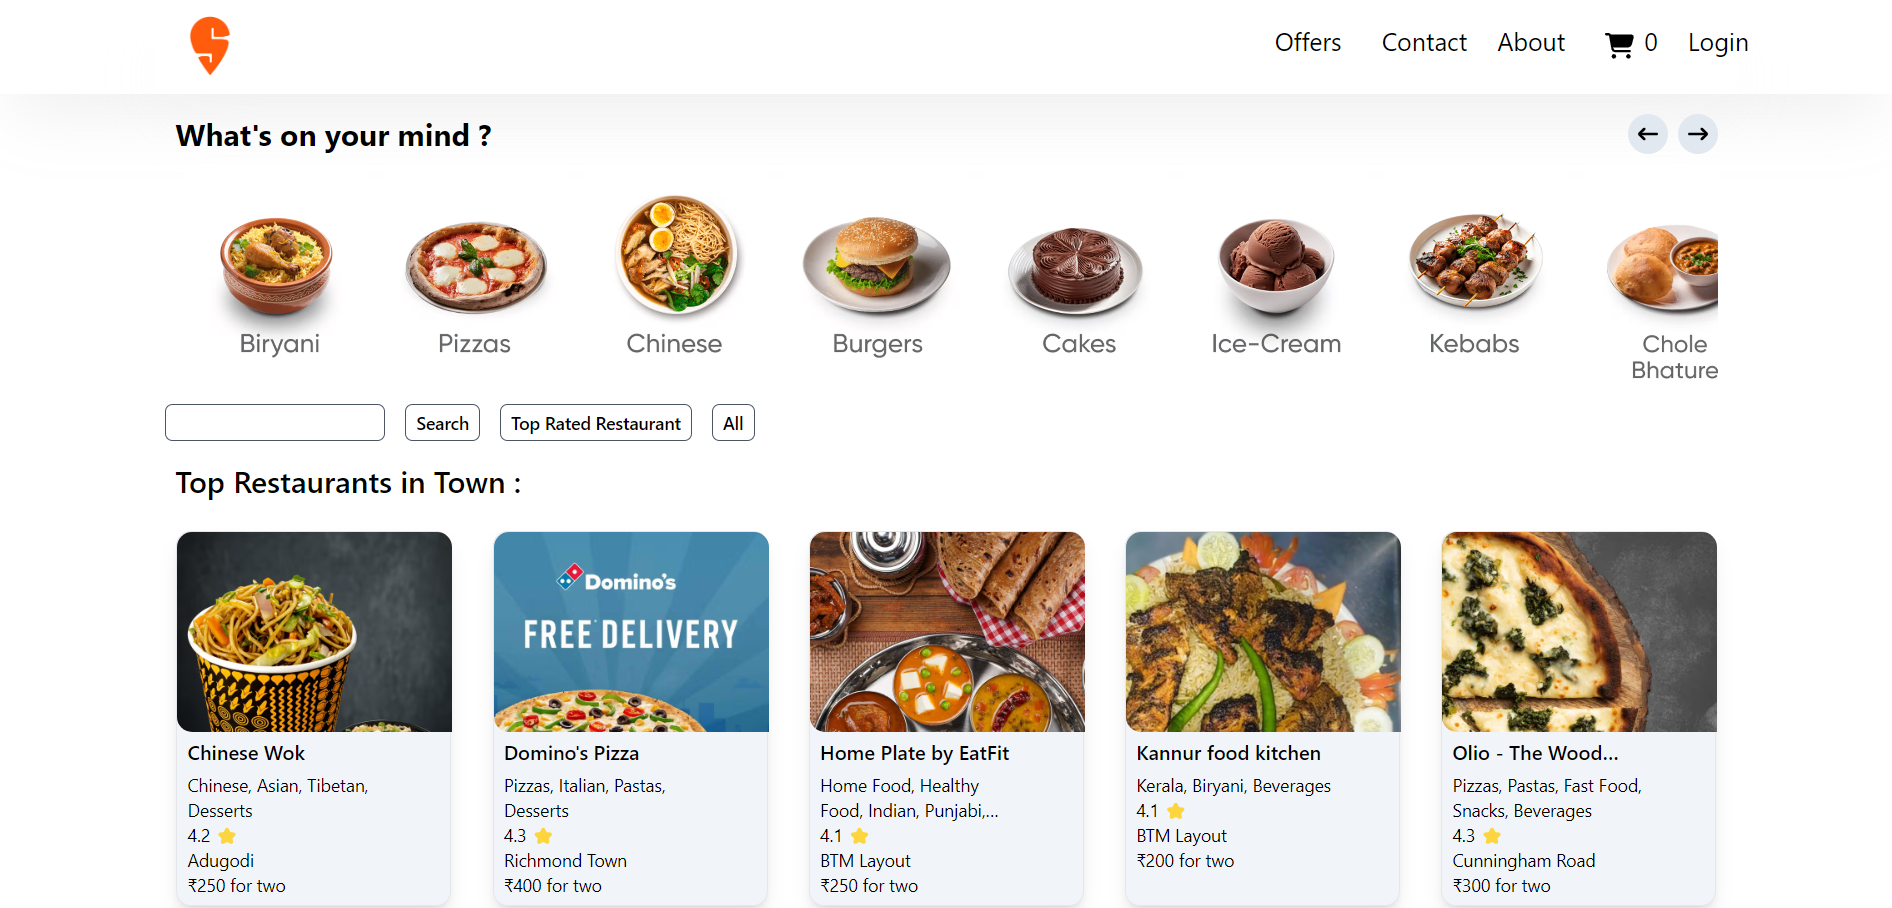 Offers Contact About 0 Login
What's on your mind ?
Biryani Pizzas Chinese Burgers Cakes Ice-Cream Kebabs Chole
Bhature
Search Top Rated Restaurant All
Top Restaurants in Town :
Domino's
FREE DELIVERY
Chinese Wok
Chinese, Asian, Tibetan,
Desserts
4.2
Adugodi
₹250 for two
Domino's Pizza
Pizzas, Italian, Pastas,
Desserts
4.3
Richmond Town
₹400 for two
Home Plate by EatFit
Home Food, Healthy
Food, Indian, Punjabi,...
4.1
BTM Layout
₹250 for two
Kannur food kitchen
Kerala, Biryani, Beverages
4.1
BTM Layout
₹200 for two
Olio - The Wood...
Pizzas, Pastas, Fast Food,
Snacks, Beverages
4.3
Cunningham Road
₹300 for two